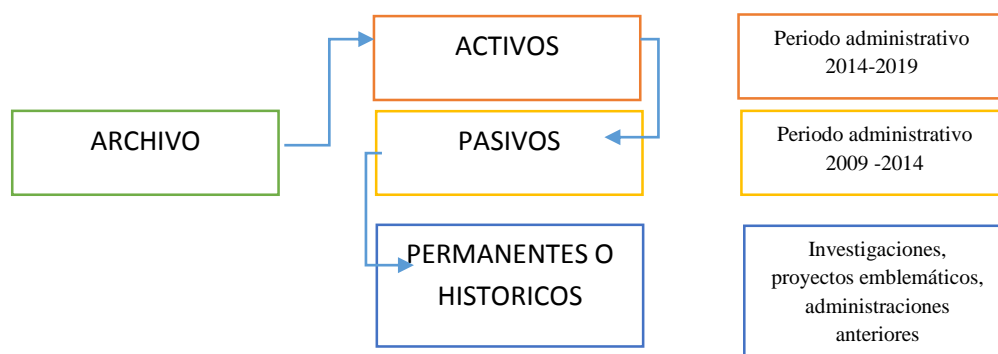 ACTIVOS
Periodo administrativo
2014-2019
ARCHIVO
PASIVOS
Periodo administrativo
2009 -2014
PERMANENTES O
HISTORICOS
Investigaciones,
proyectos emblemáticos,
administraciones
anteriores